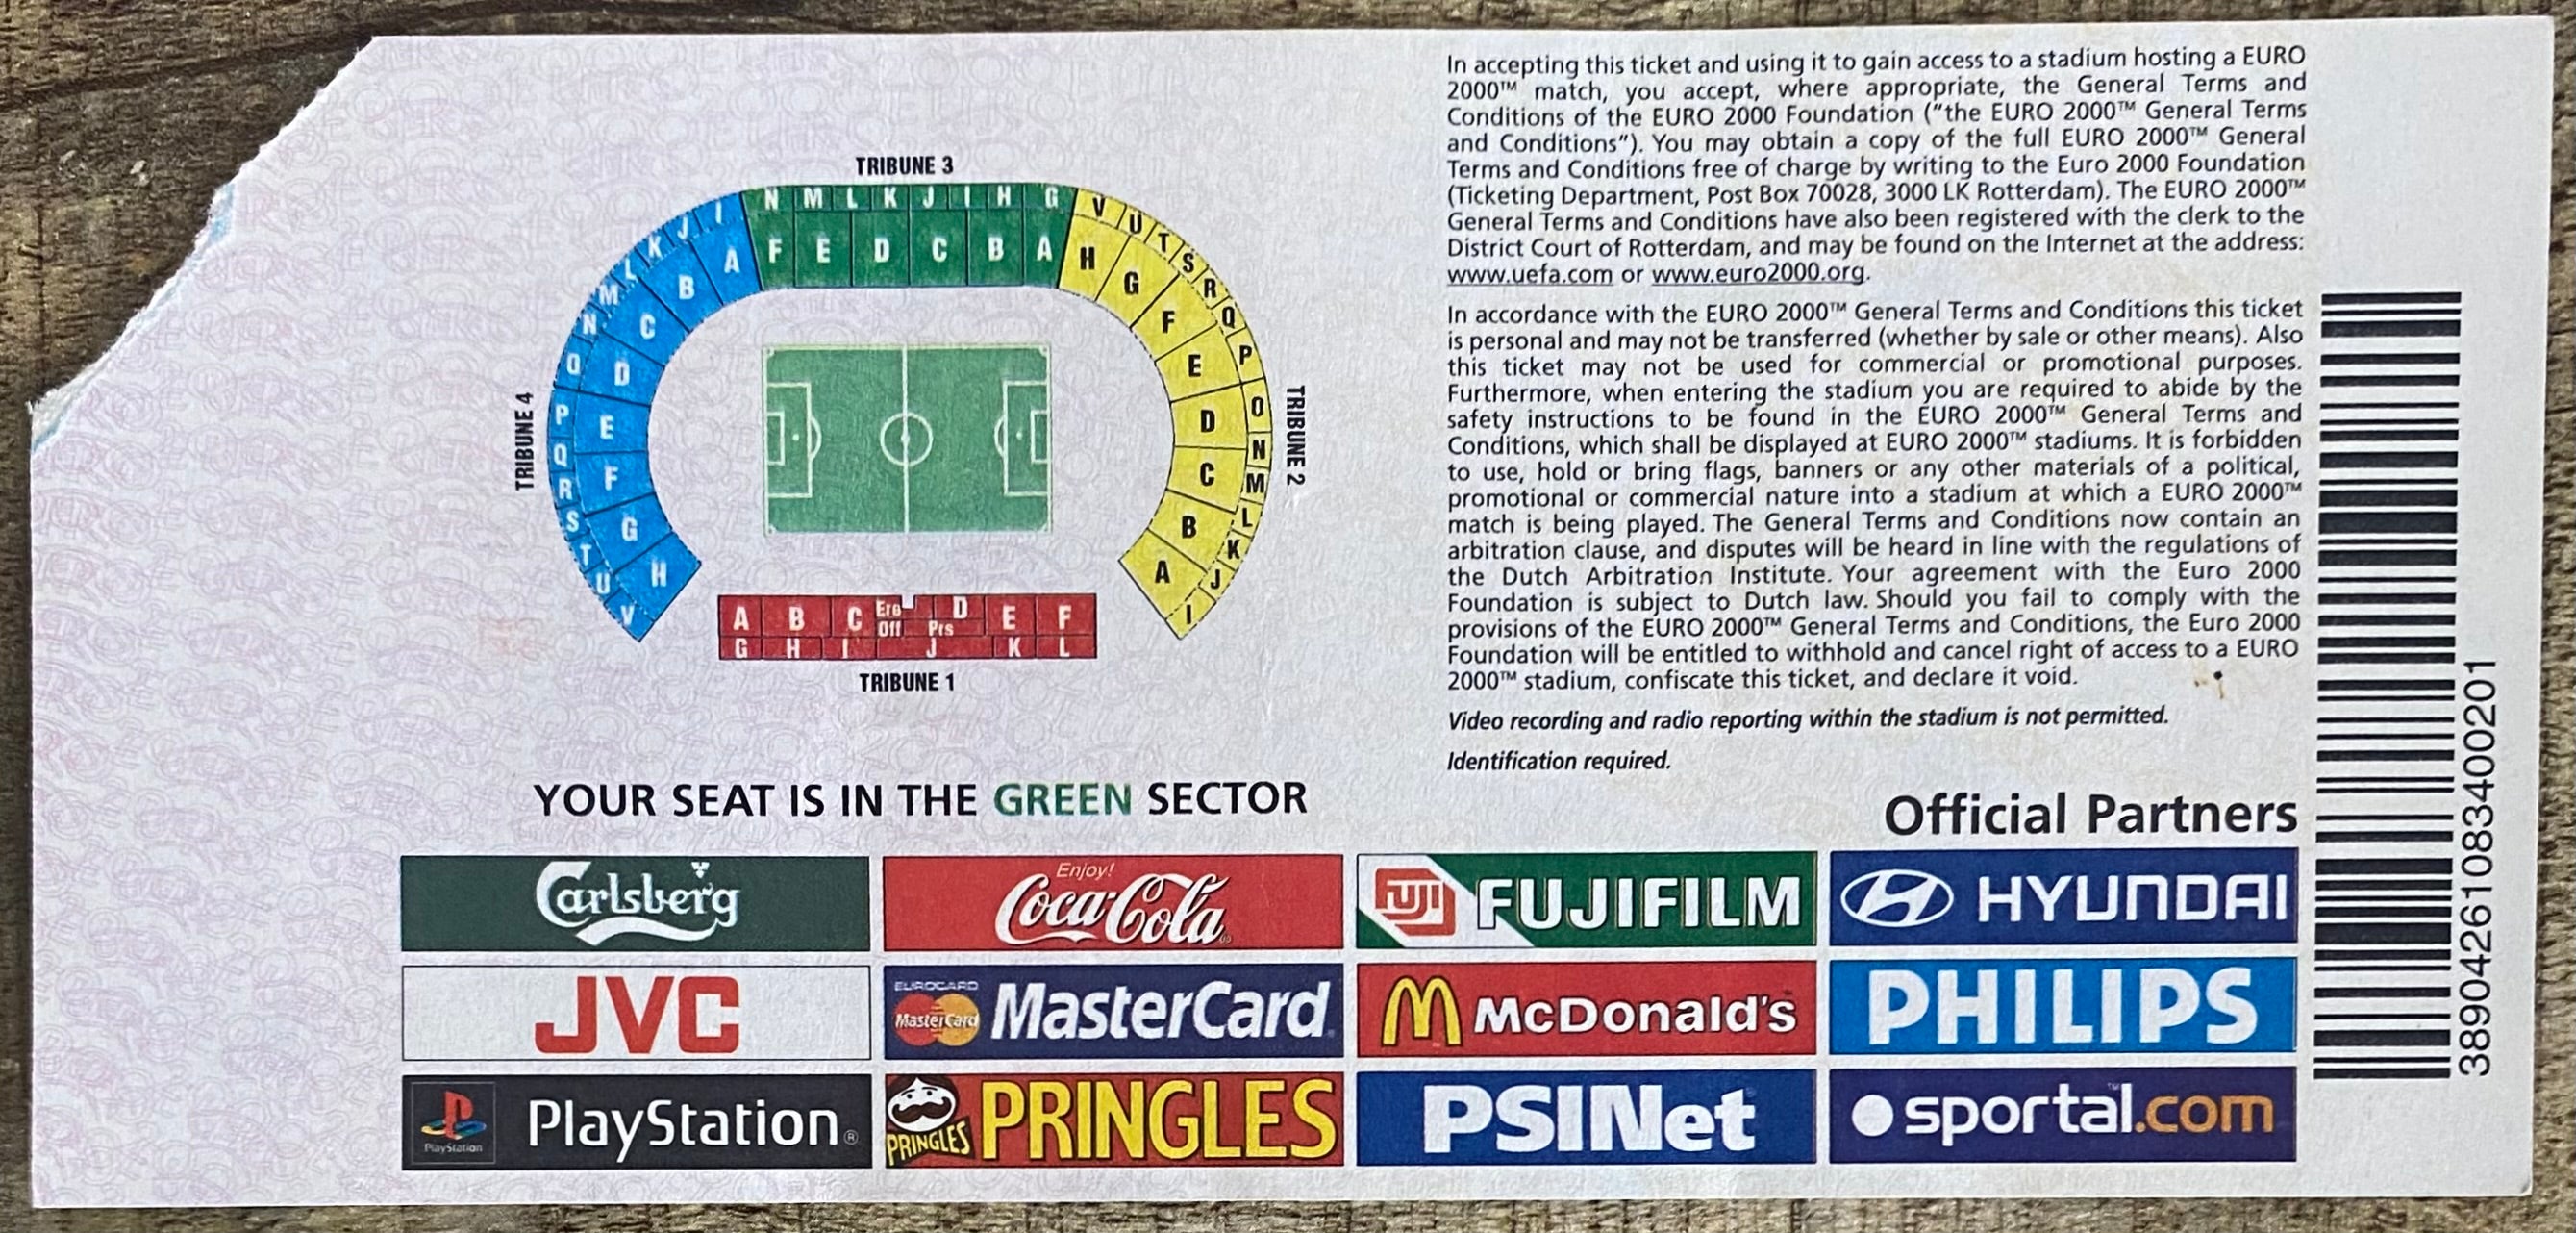 TRIBUNE 3
N M L K J I H G
F E D C B A
V U T S R Q P O N M L K J I
H G F E D C B A
TRIBUNE 2
I J K L M N O P Q R S T U V
A B C D E F G H
TRIBUNE 4
A B C Ere Off D Prs E F
G H I J K L
TRIBUNE 1
YOUR SEAT IS IN THE GREEN SECTOR
In accepting this ticket and using it to gain access to a stadium hosting a EURO
2000™ match, you accept, where appropriate, the General Terms and
Conditions of the EURO 2000 Foundation ("the EURO 2000™ General Terms
and Conditions"). You may obtain a copy of the full EURO 2000™ General
Terms and Conditions free of charge by writing to the Euro 2000 Foundation
(Ticketing Department, Post Box 70028, 3000 LK Rotterdam). The EURO 2000™
General Terms and Conditions have also been registered with the clerk to the
District Court of Rotterdam, and may be found on the Internet at the address:
www.uefa.com or www.euro2000.org.
In accordance with the EURO 2000™ General Terms and Conditions this ticket
is personal and may not be transferred (whether by sale or other means). Also
this ticket may not be used for commercial or promotional purposes.
Furthermore, when entering the stadium you are required to abide by the
safety instructions to be found in the EURO 2000™ General Terms and
Conditions, which shall be displayed at EURO 2000™ stadiums. It is forbidden
to use, hold or bring flags, banners or any other materials of a political,
promotional or commercial nature into a stadium at which a EURO 2000™
match is being played. The General Terms and Conditions now contain an
arbitration clause, and disputes will be heard in line with the regulations of
the Dutch Arbitration Institute. Your agreement with the Euro 2000
Foundation is subject to Dutch law. Should you fail to comply with the
provisions of the EURO 2000™ General Terms and Conditions, the Euro 2000
Foundation will be entitled to withhold and cancel right of access to a EURO
2000™ stadium, confiscate this ticket, and declare it void.
Video recording and radio reporting within the stadium is not permitted.
Identification required.
Official Partners
Carlsberg
Enjoy!
Coca-Cola
FUJI FUJIFILM
HYUNDAI
JVC
EUROCARD
MasterCard MasterCard
McDonald's
PHILIPS
PlayStation PlayStation®
PRINGLES PRINGLES
PSINet
sportal.com™
38904261083400201